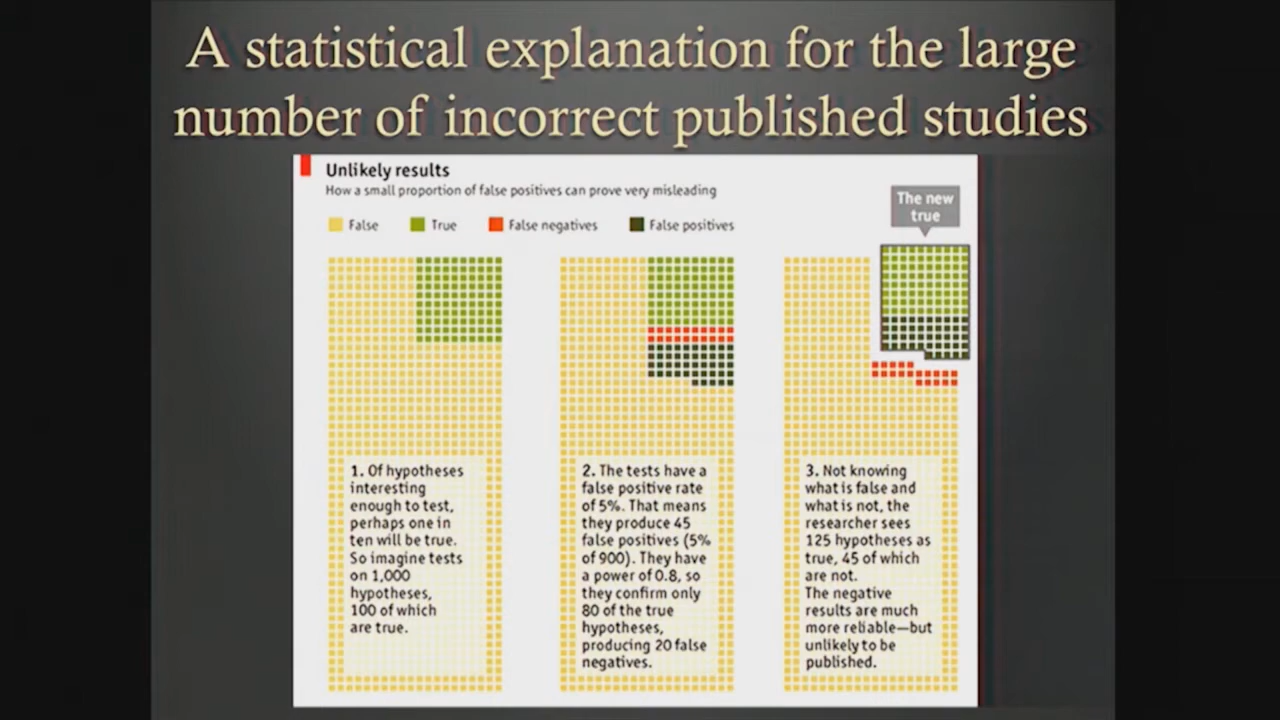 A statistical explanation for the large
number of incorrect published studies
Unlikely results
How a small proportion of false positives can prove very misleading
False
True
False negatives
False positives
The new
true
1. Of hypotheses
interesting
enough to test,
perhaps one in
ten will be true.
So imagine tests
on 1,000
hypotheses,
100 of which
are true.
2. The tests have a
false positive rate
of 5%. That means
they produce 45
false positives (5%
of 900). They have
a power of 0.8, so
they confirm only
80 of the true
hypotheses,
producing 20 false
negatives.
3. Not knowing
what is false and
what is not, the
researcher sees
125 hypotheses as
true, 45 of which
are not.
The negative
results are much
more reliable—but
unlikely to be
published.